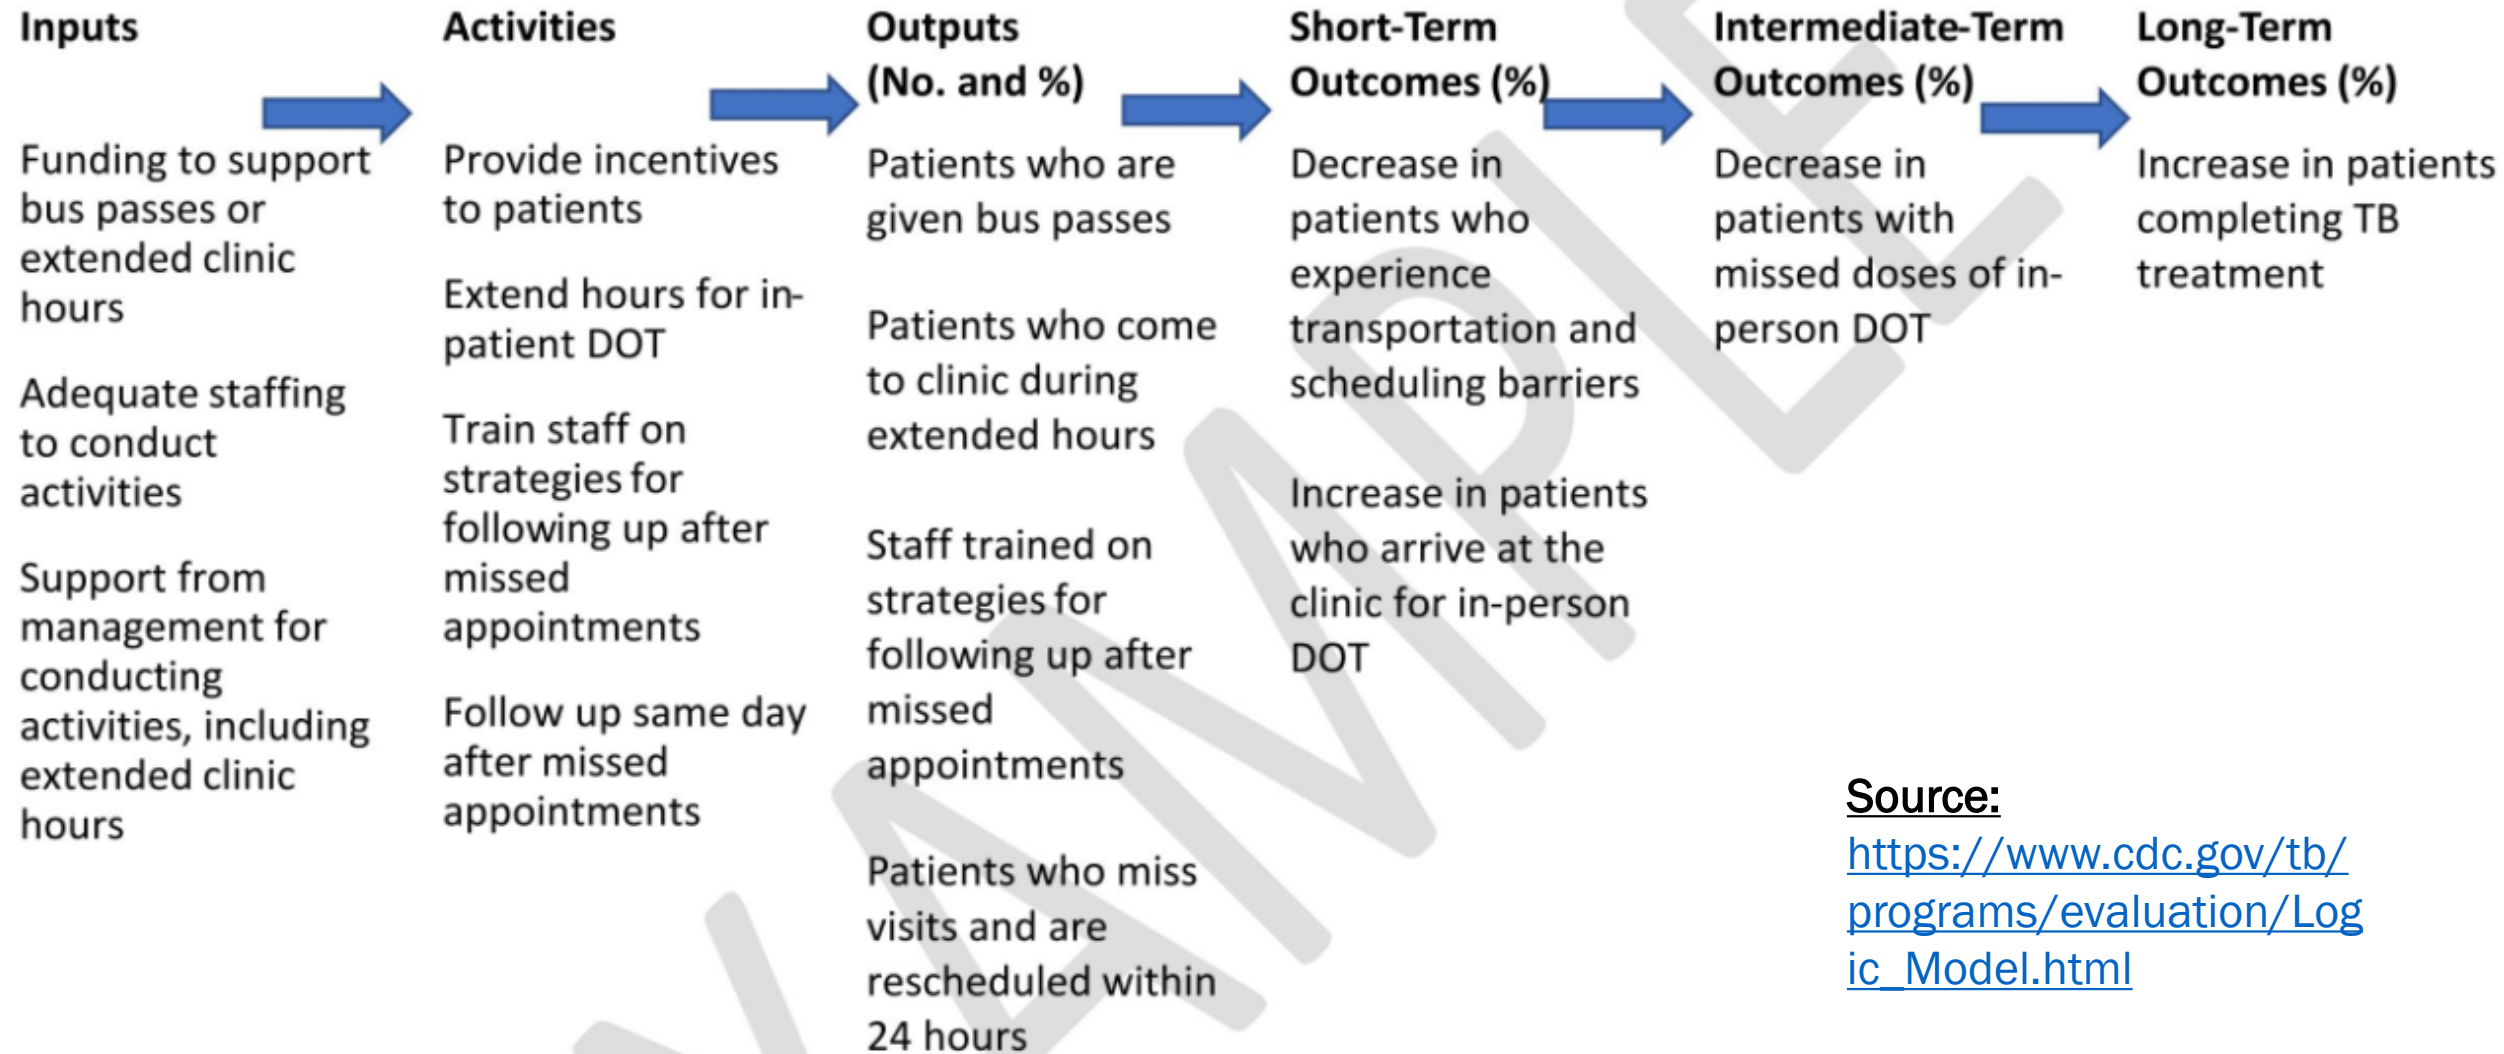 Inputs
Funding to support
bus passes or
extended clinic
hours
Adequate staffing
to conduct
activities
Support from
management for
conducting
activities, including
extended clinic
hours
Activities
Provide incentives
to patients
Extend hours for in-
patient DOT
Train staff on
strategies for
following up after
missed
appointments
Follow up same day
after missed
appointments
Outputs
(No. and %)
Patients who are
given bus passes
Patients who come
to clinic during
extended hours
Staff trained on
strategies for
following up after
missed
appointments
Patients who miss
visits and are
rescheduled within
24 hours
Short-Term
Outcomes (%)
Decrease in
patients who
experience
transportation and
scheduling barriers
Increase in patients
who arrive at the
clinic for in-person
DOT
Intermediate-Term
Outcomes (%)
Decrease in
patients with
missed doses of in-
person DOT
Long-Term
Outcomes (%)
Increase in patients
completing TB
treatment
Source:
https://www.cdc.gov/tb/
programs/evaluation/Log
ic_Model.html